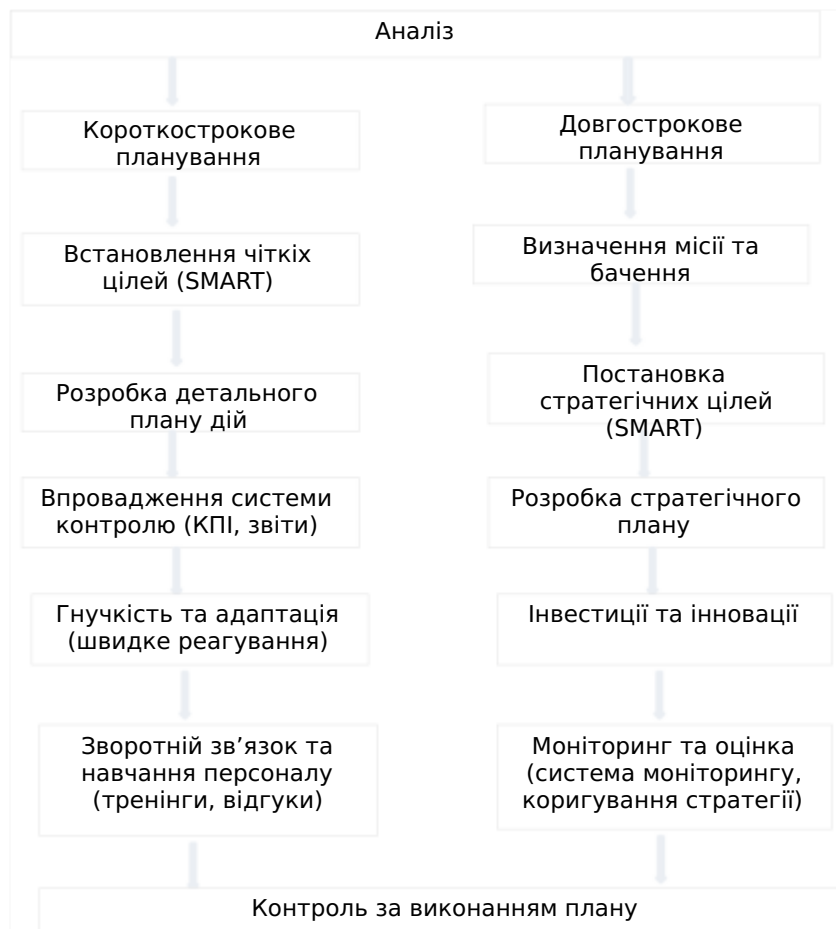 Аналіз
Короткострокове
планування
Довгострокове
планування
Встановлення чітких
цілей (SMART)
Визначення місії та
бачення
Розробка детального
плану дій
Постановка
стратегічних цілей
(SMART)
Впровадження системи
контролю (КПІ, звіти)
Розробка стратегічного
плану
Гнучкість та адаптація
(швидке реагування)
Інвестиції та інновації
Зворотній зв’язок та
навчання персоналу
(тренінги, відгуки)
Моніторинг та оцінка
(система моніторингу,
коригування стратегії)
Контроль за виконанням плану